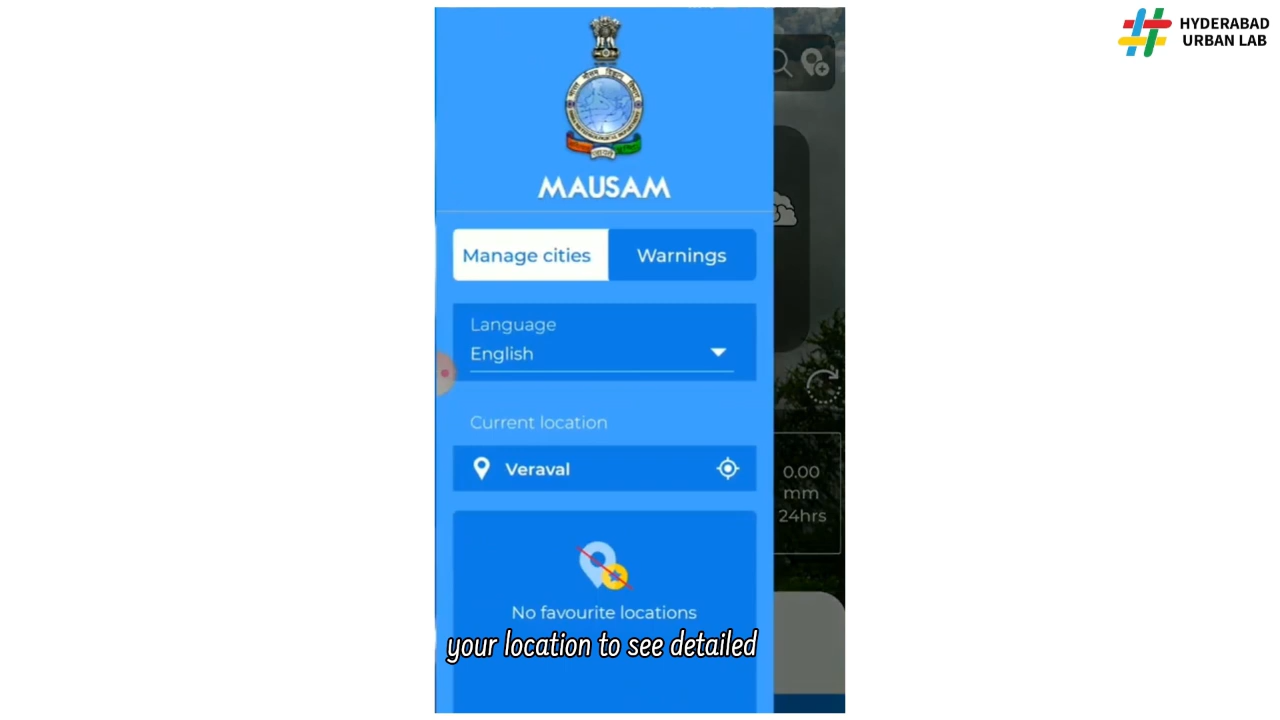 HYDERABAD
URBAN LAB
MAUSAM
Manage cities
Warnings
Language
English
Current location
Veraval
0.00
mm
24hrs
No favourite locations
your location to see detailed